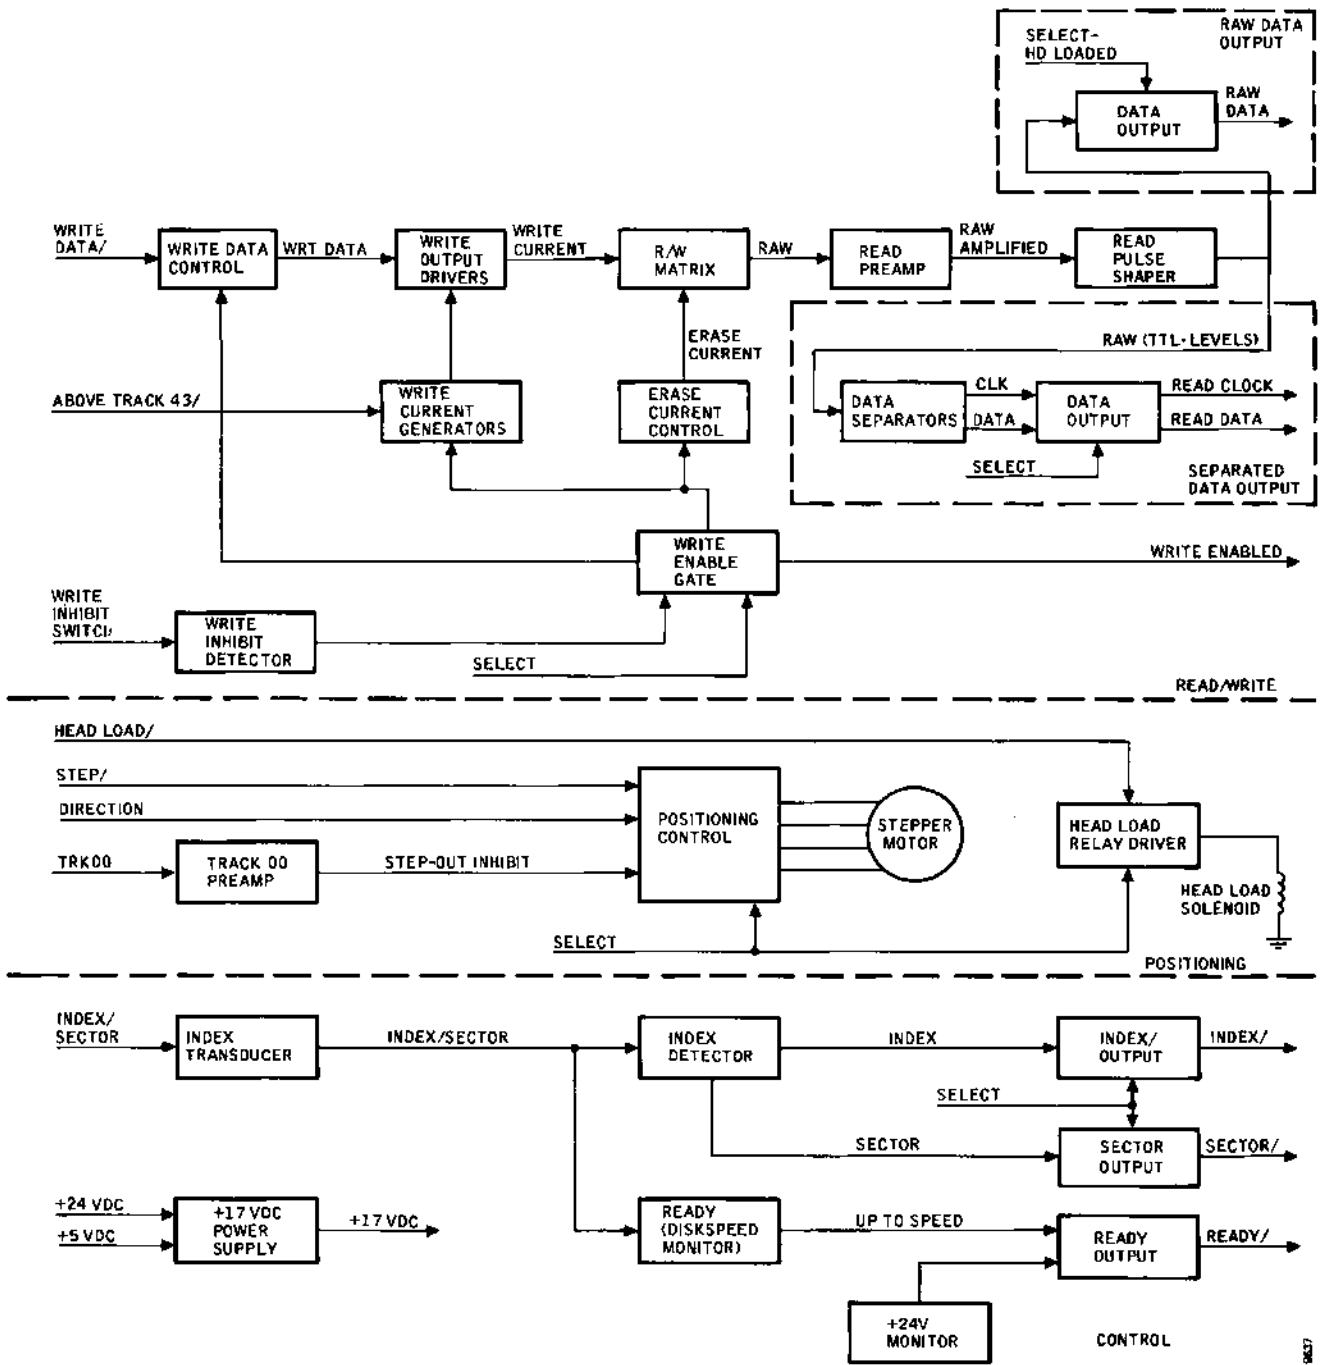 RAW DATA
OUTPUT
SELECT-
HD LOADED
DATA
OUTPUT
RAW
DATA
WRITE
DATA/
WRITE DATA
CONTROL
WRT DATA
WRITE
OUTPUT
DRIVERS
WRITE
CURRENT
R/W
MATRIX
RAW
READ
PREAMP
RAW
AMPLIFIED
READ
PULSE
SHAPER
ERASE
CURRENT
RAW (TTL-LEVELS)
ABOVE TRACK 43/
WRITE
CURRENT
GENERATORS
ERASE
CURRENT
CONTROL
DATA
SEPARATORS
CLK
DATA
DATA
OUTPUT
READ CLOCK
READ DATA
SELECT
SEPARATED
DATA OUTPUT
WRITE
ENABLE
GATE
WRITE ENABLED
WRITE
INHIBIT
SWITCH
WRITE
INHIBIT
DETECTOR
SELECT
READ/WRITE
HEAD LOAD/
STEP/
DIRECTION
TRK00
TRACK 00
PREAMP
STEP-OUT INHIBIT
POSITIONING
CONTROL
STEPPER
MOTOR
HEAD LOAD
RELAY DRIVER
HEAD LOAD
SOLENOID
SELECT
POSITIONING
INDEX/
SECTOR
INDEX
TRANSDUCER
INDEX/SECTOR
INDEX
DETECTOR
INDEX
INDEX/
OUTPUT
INDEX/
SELECT
SECTOR
SECTOR
OUTPUT
SECTOR/
+24 VDC
+5 VDC
+17 VDC
POWER
SUPPLY
+17 VDC
READY
(DISKSPEED
MONITOR)
UP TO SPEED
READY
OUTPUT
READY/
+24V
MONITOR
CONTROL
9637